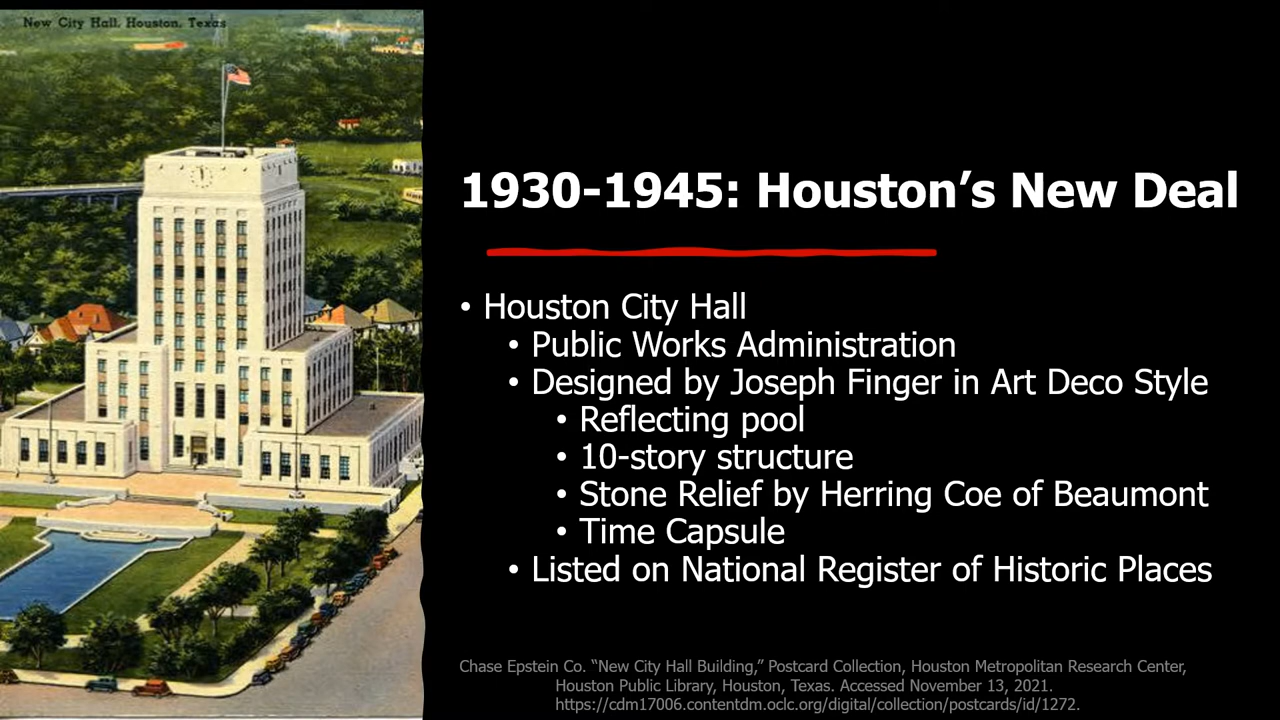 New City Hall, Houston, Texas
1930-1945: Houston’s New Deal
• Houston City Hall
• Public Works Administration
• Designed by Joseph Finger in Art Deco Style
• Reflecting pool
• 10-story structure
• Stone Relief by Herring Coe of Beaumont
• Time Capsule
• Listed on National Register of Historic Places
Chase Epstein Co. “New City Hall Building,” Postcard Collection, Houston Metropolitan Research Center,
Houston Public Library, Houston, Texas. Accessed November 13, 2021.
https://cdm17006.contentdm.oclc.org/digital/collection/postcards/id/1272.